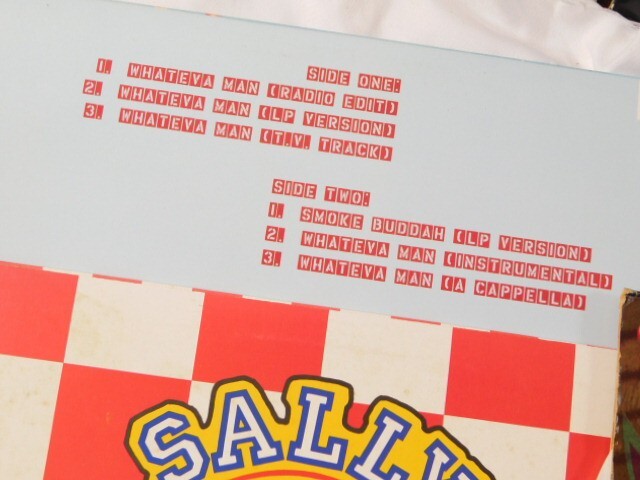 SIDE ONE:
1. WHATEVA MAN (RADIO EDIT)
2. WHATEVA MAN (LP VERSION)
3. WHATEVA MAN (T.V. TRACK)
SIDE TWO:
1. SMOKE BUDDAH (LP VERSION)
2. WHATEVA MAN (INSTRUMENTAL)
3. WHATEVA MAN (A CAPPELLA)
SALLY